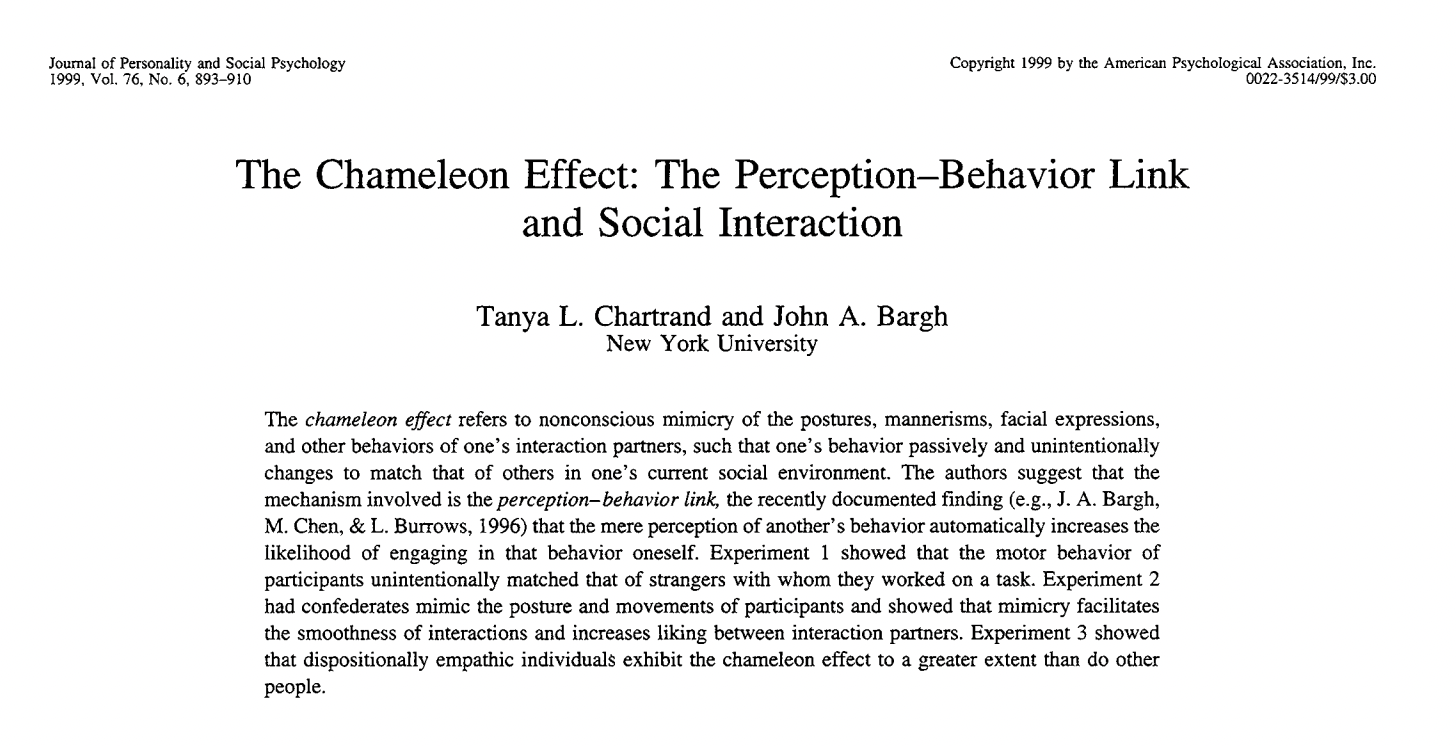 Journal of Personality and Social Psychology
1999, Vol. 76, No. 6, 893–910
Copyright 1999 by the American Psychological Association, Inc.
0022-3514/99/$3.00
The Chameleon Effect: The Perception–Behavior Link
and Social Interaction
Tanya L. Chartrand and John A. Bargh
New York University
The chameleon effect refers to nonconscious mimicry of the postures, mannerisms, facial expressions,
and other behaviors of one's interaction partners, such that one's behavior passively and unintentionally
changes to match that of others in one's current social environment. The authors suggest that the
mechanism involved is the perception–behavior link, the recently documented finding (e.g., J. A. Bargh,
M. Chen, & L. Burrows, 1996) that the mere perception of another's behavior automatically increases the
likelihood of engaging in that behavior oneself. Experiment 1 showed that the motor behavior of
participants unintentionally matched that of strangers with whom they worked on a task. Experiment 2
had confederates mimic the posture and movements of participants and showed that mimicry facilitates
the smoothness of interactions and increases liking between interaction partners. Experiment 3 showed
that dispositionally empathic individuals exhibit the chameleon effect to a greater extent than do other
people.